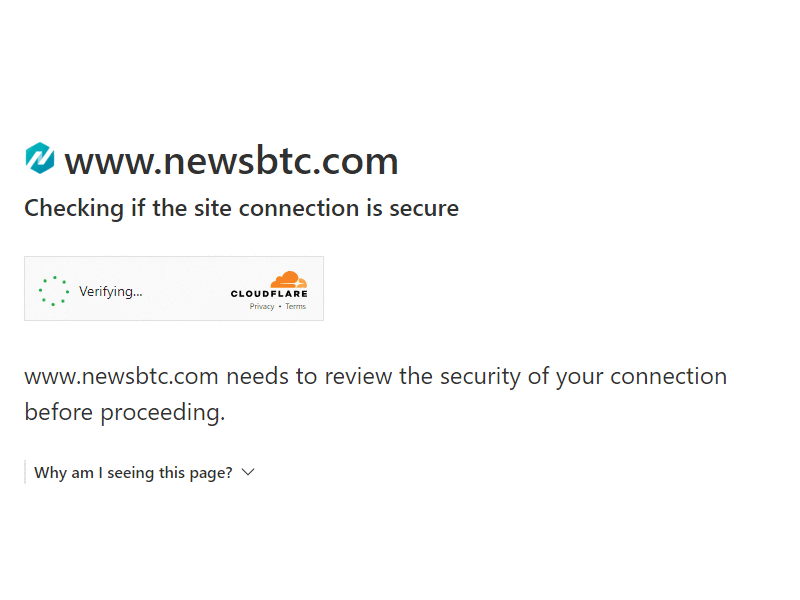 www.newsbtc.com
Checking if the site connection is secure
Verifying...
CLOUDFLARE
Privacy • Terms
www.newsbtc.com needs to review the security of your connection
before proceeding.
Why am I seeing this page?